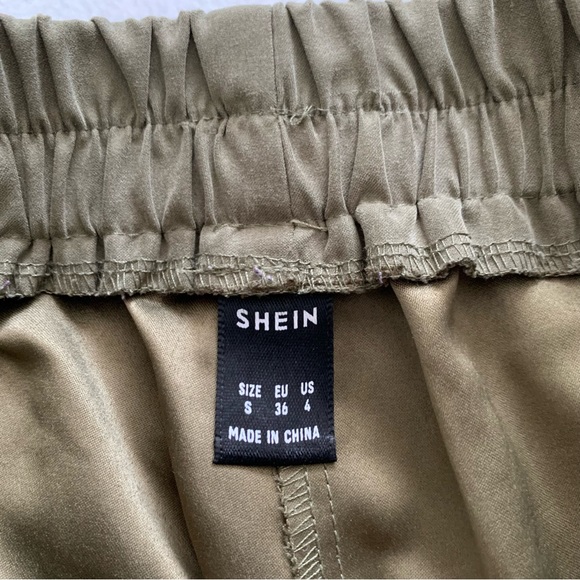 SHEIN
SIZE EU US
S 36 4
MADE IN CHINA